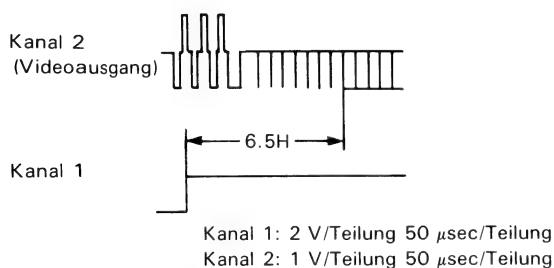 Kanal 2
(Videoausgang)
6.5H
Kanal 1
Kanal 1: 2 V/Teilung 50 μsec/Teilung
Kanal 2: 1 V/Teilung 50 μsec/Teilung